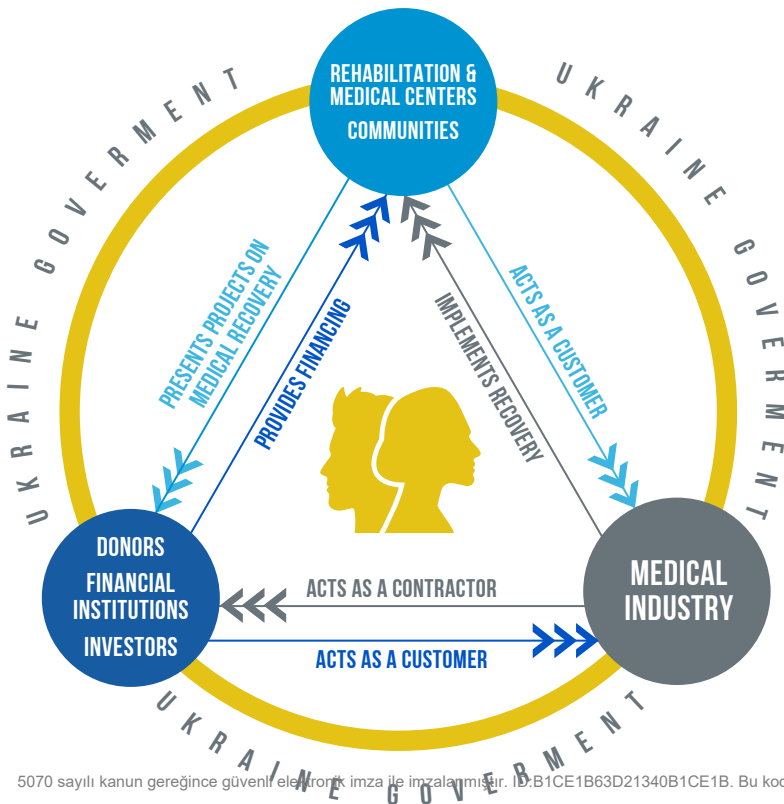 REHABILITATION &
MEDICAL CENTERS
COMMUNITIES
UKRAINE GOVERMENT
UKRAINE GOVERMENT
PRESENTS PROJECTS ON
MEDICAL RECOVERY
PROVIDES FINANCING
IMPLEMENTS RECOVERY
ACTS AS A CUSTOMER
DONORS
FINANCIAL
INSTITUTIONS
INVESTORS
MEDICAL
INDUSTRY
ACTS AS A CONTRACTOR
ACTS AS A CUSTOMER
UKRAINE GOVERMENT
5070 sayılı kanun gereğince güvenli elektronik imza ile imzalanmıştır. ID:B1CE1B63D21340B1CE1B. Bu kod